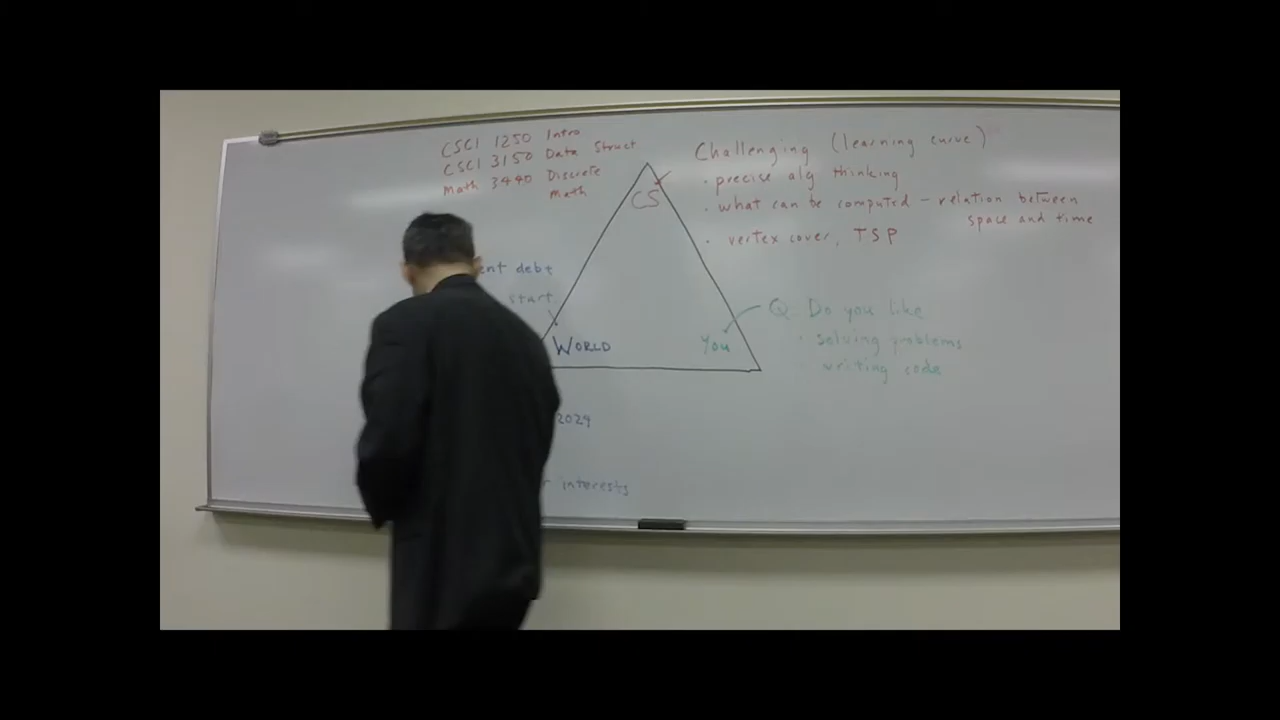 CSCI 1250 Intro
CSCI 3150 Data Struct
Math 3440 Discrete
Math
Challenging (learning curve)
· precise alg thinking
· what can be computed - relation between
space and time
· vertex cover, TSP
CS
debt
start
WORLD
You
Q: Do you like
· solving problems
· writing code
interests